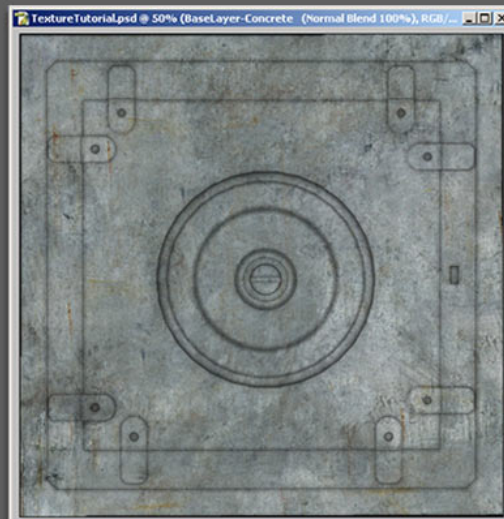 TextureTutorial.psd @ 50% (BaseLayer-Concrete (Normal Blend 100%), RGB/...